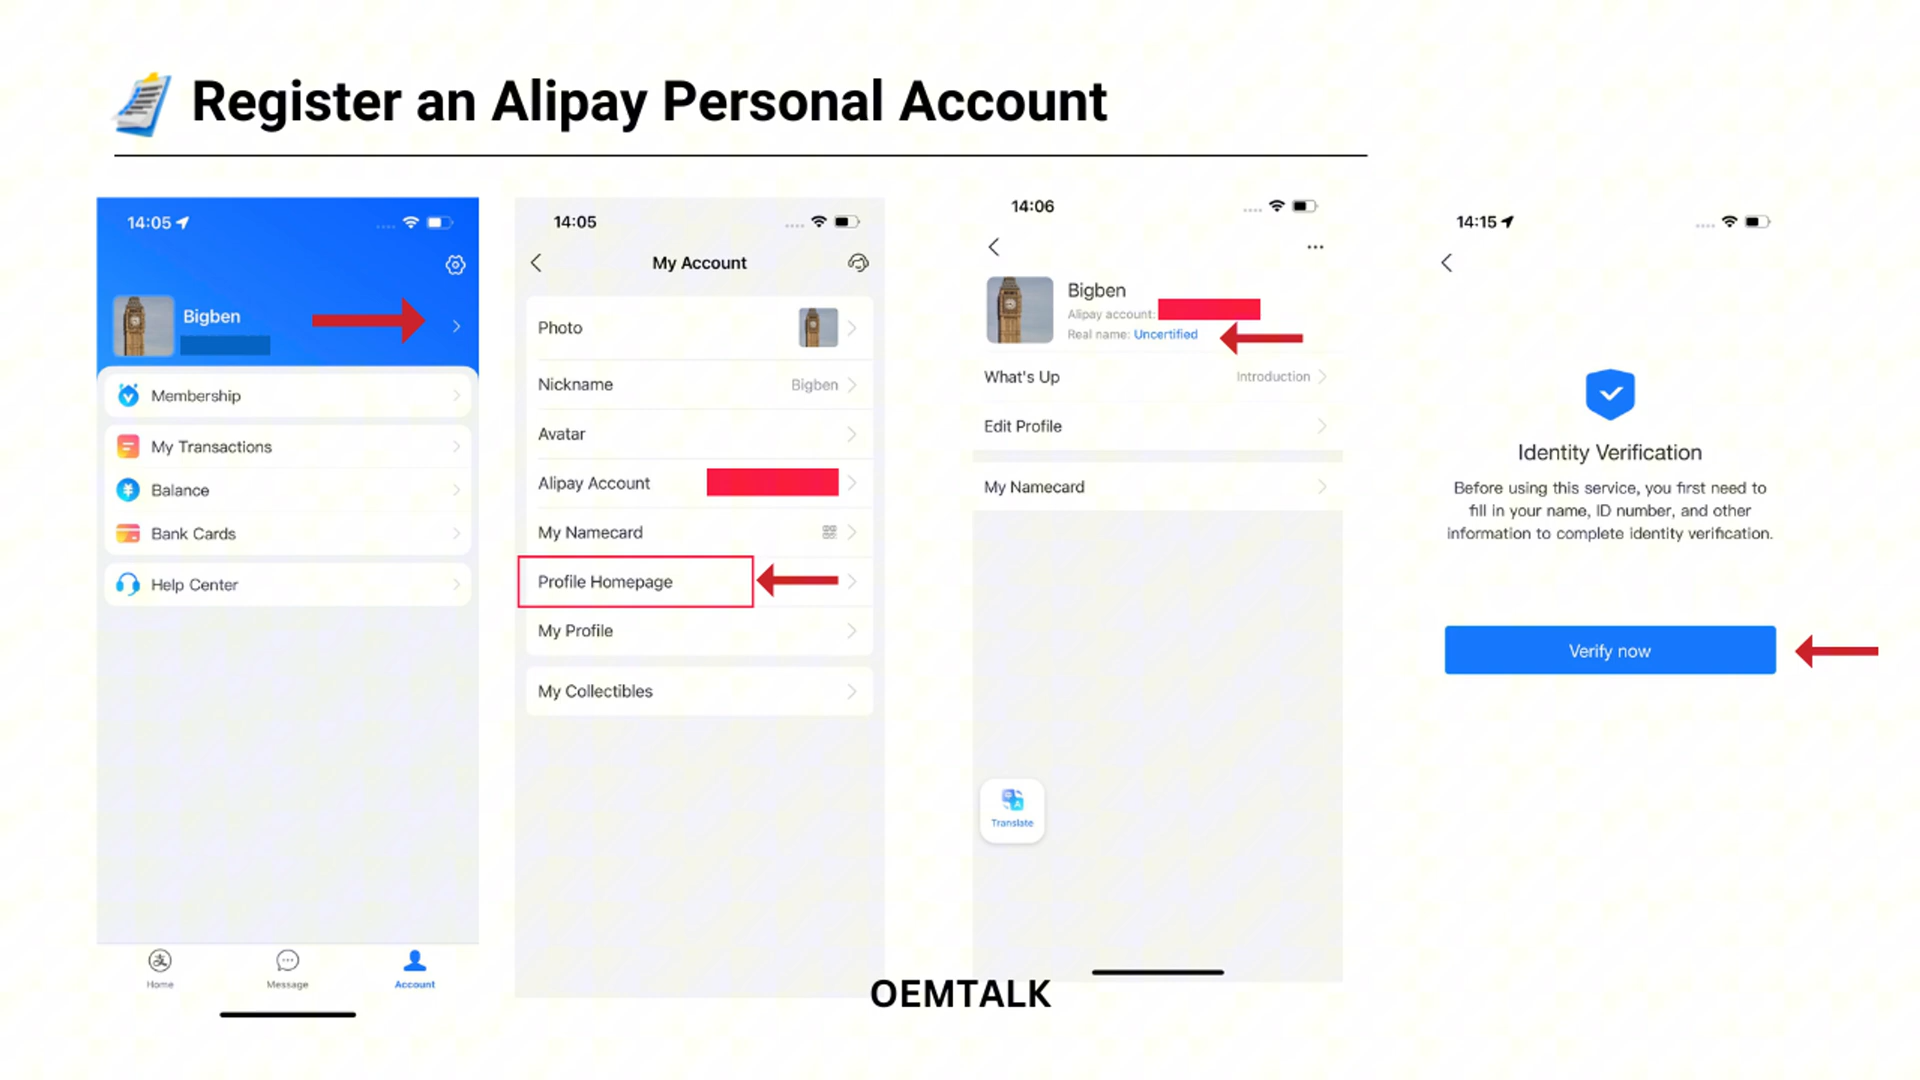 Register an Alipay Personal Account
14:05
Bigben
Membership
My Transactions
Balance
Bank Cards
Help Center
支
Home
Message
Account
14:05
My Account
Photo
Nickname
Bigben
Avatar
Alipay Account
My Namecard
Profile Homepage
My Profile
My Collectibles
14:06
Bigben
Alipay account:
Real name: Uncertified
What's Up
Introduction
Edit Profile
My Namecard
A
Translate
14:15
Identity Verification
Before using this service, you first need to
fill in your name, ID number, and other
information to complete identity verification.
Verify now
OEMTALK